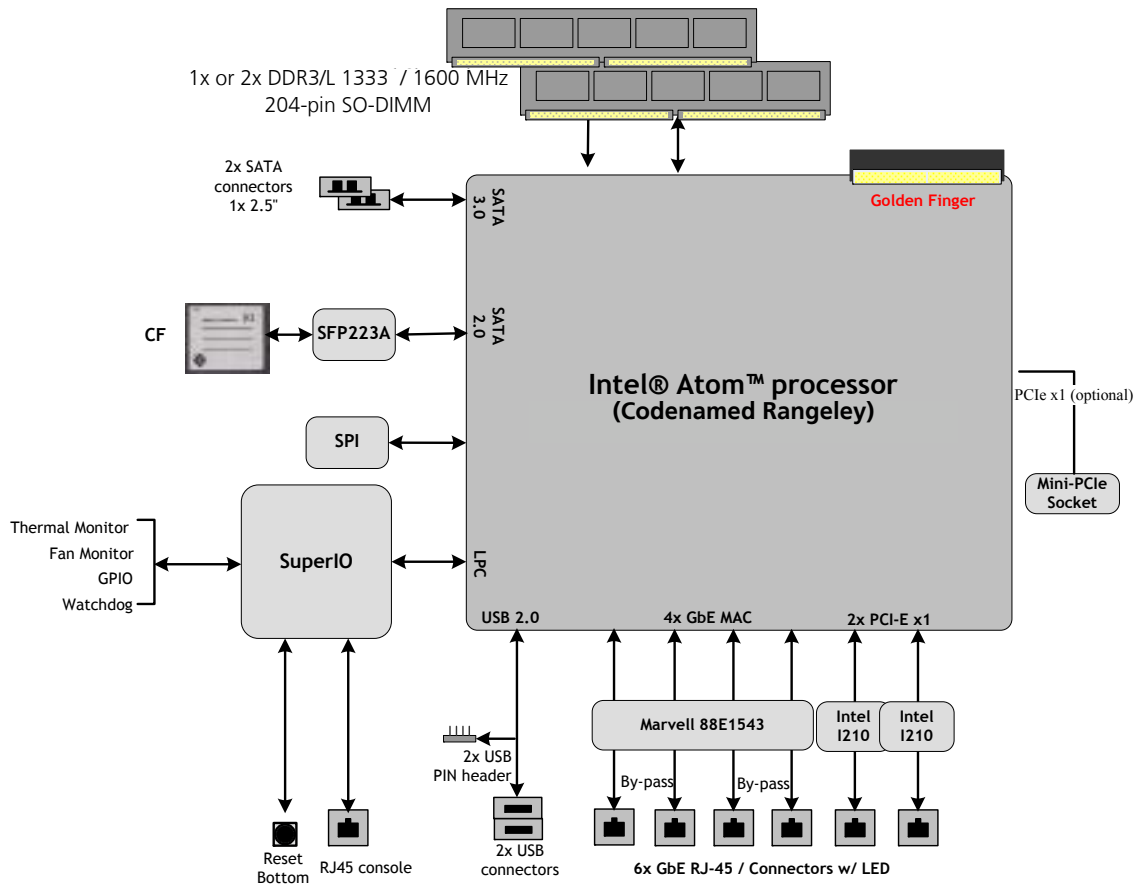 1x or 2x DDR3/L 1333 / 1600 MHz
204-pin SO-DIMM
2x SATA
connectors
1x 2.5"
SATA
3.0
Golden Finger
CF
SFP223A
SATA
2.0
Intel® Atom™ processor
(Codenamed Rangeley)
PCIe x1 (optional)
SPI
Mini-PCIe
Socket
Thermal Monitor
Fan Monitor
GPIO
Watchdog
SuperIO
LPC
USB 2.0
4x GbE MAC
2x PCI-E x1
Marvell 88E1543
Intel
I210
Intel
I210
2x USB
PIN header
By-pass
By-pass
Reset
Bottom
RJ45 console
2x USB
connectors
6x GbE RJ-45 / Connectors w/ LED